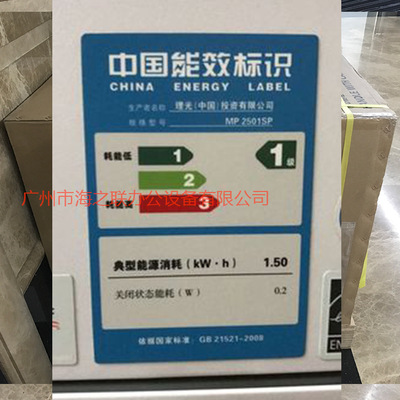 中国能效标识
CHINA ENERGY LABEL
生产者名称 理光(中国)投资有限公司
规格型号 MP 2501SP
耗能低 1 1级
2
耗能高 3
广州市海之联办公设备有限公司
典型能源消耗(kW·h) 1.50
关闭状态能耗(W) 0.2
依据国家标准: GB 21521-2008
EN